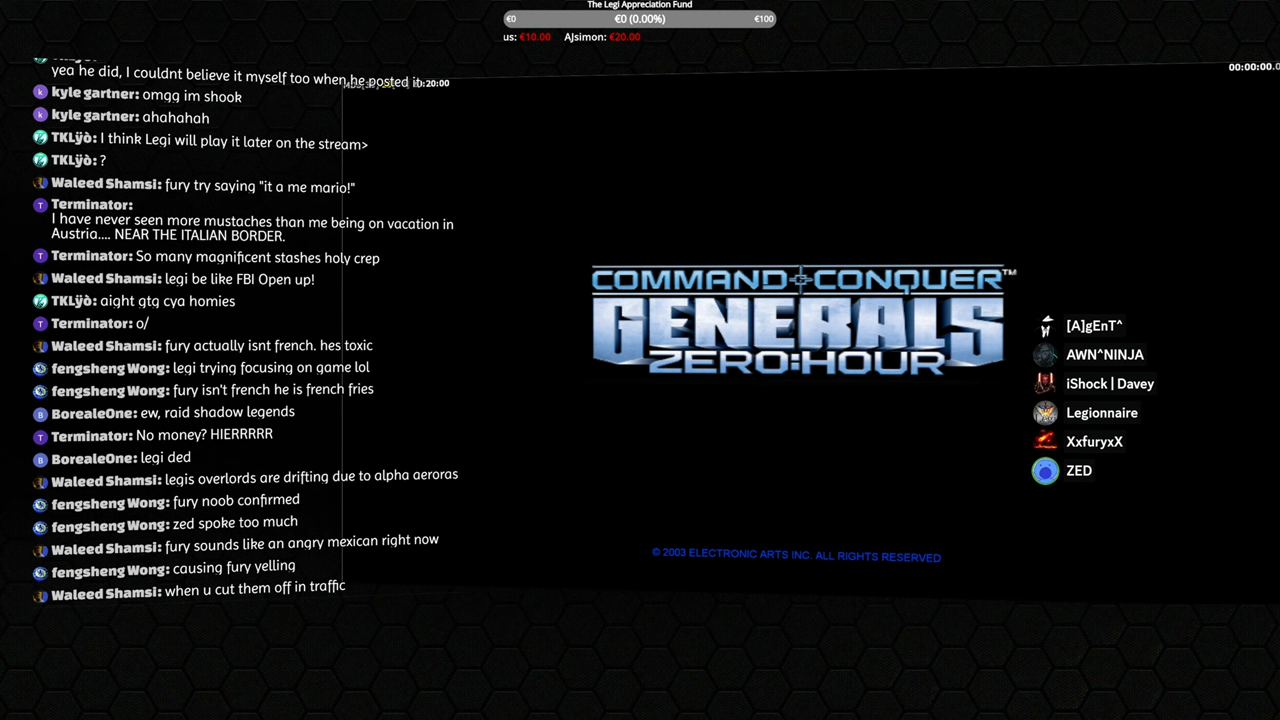 The Legi Appreciation Fund
€0 €0 (0.00%) €100
us: €10.00 AJsimon: €20.00
00:00:00.0
yea he did, I couldnt believe it myself too when he posted it
0:20:00
kyle gartner: omgg im shook
kyle gartner: ahahahah
TKLÿò: I think Legi will play it later on the stream>
TKLÿò: ?
Waleed Shamsi: fury try saying "it a me mario!"
Terminator:
I have never seen more mustaches than me being on vacation in
Austria.... NEAR THE ITALIAN BORDER.
Terminator: So many magnificent stashes holy crep
Waleed Shamsi: legi be like FBI Open up!
TKLÿò: aight gtg cya homies
Terminator: o/
Waleed Shamsi: fury actually isnt french. hes toxic
fengsheng Wong: legi trying focusing on game lol
fengsheng Wong: fury isn't french he is french fries
BorealeOne: ew, raid shadow legends
Terminator: No money? HIERRRRR
BorealeOne: legi ded
Waleed Shamsi: legis overlords are drifting due to alpha aeroras
fengsheng Wong: fury noob confirmed
fengsheng Wong: zed spoke too much
Waleed Shamsi: fury sounds like an angry mexican right now
fengsheng Wong: causing fury yelling
Waleed Shamsi: when u cut them off in traffic
COMMAND & CONQUER™
GENERALS
ZERO:HOUR
© 2003 ELECTRONIC ARTS INC. ALL RIGHTS RESERVED
[A]gEnT^
AWN^NINJA
iShock | Davey
Legionnaire
XxfuryxX
ZED